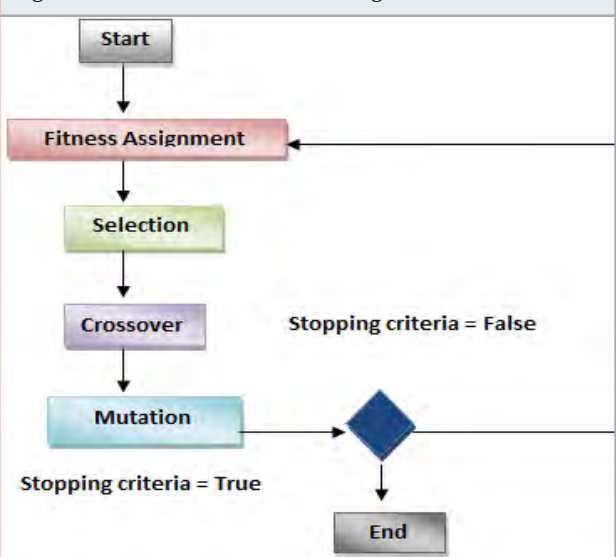 Start
Fitness Assignment
Selection
Crossover
Stopping criteria = False
Mutation
Stopping criteria = True
End